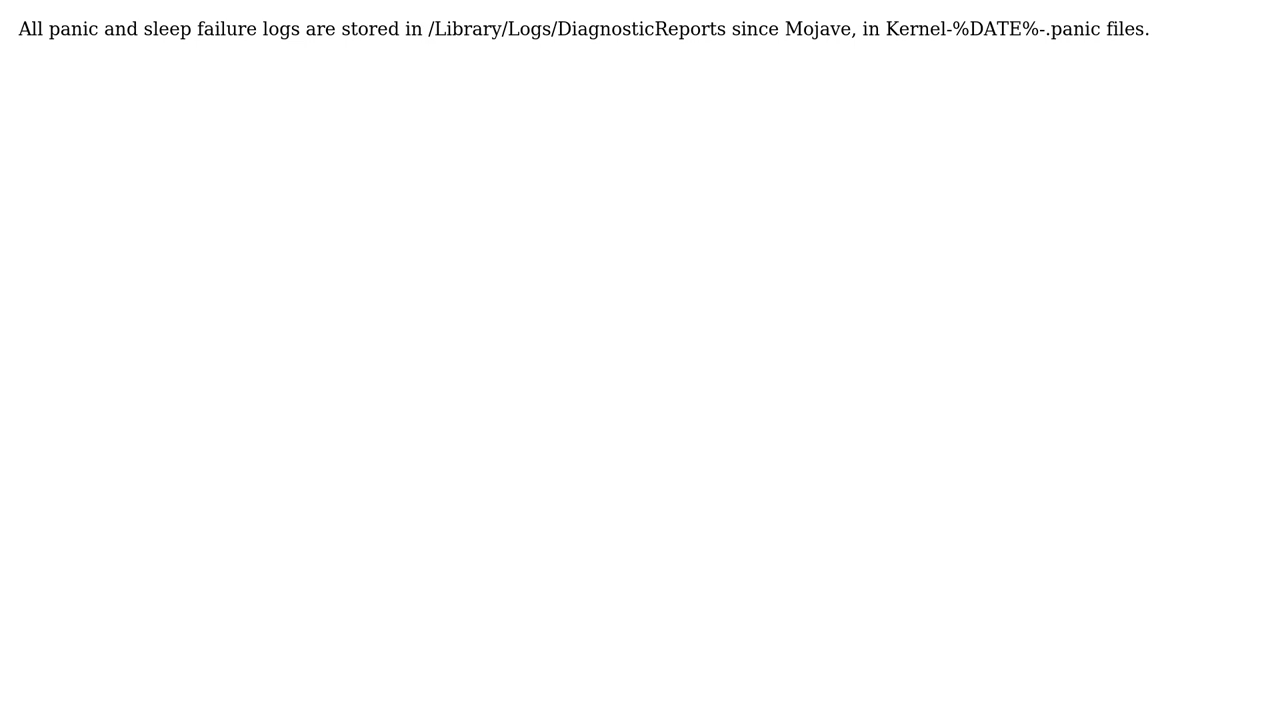 All panic and sleep failure logs are stored in /Library/Logs/DiagnosticReports since Mojave, in Kernel-%DATE%-.panic files.